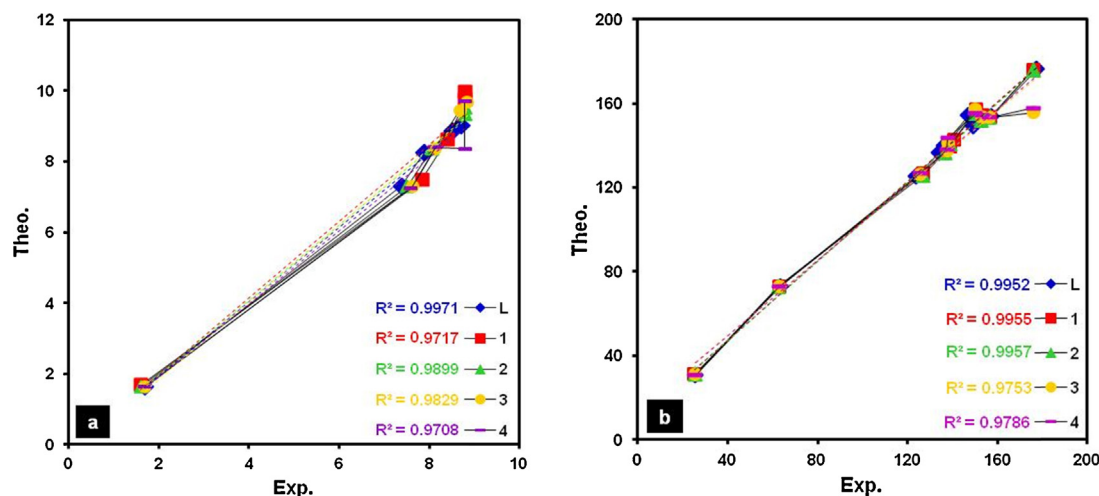 12
10
8
6
4
2
0
Theo.
R² = 0.9971 L
R² = 0.9717 1
R² = 0.9899 2
R² = 0.9829 3
R² = 0.9708 4
a
0 2 4 6 8 10
Exp.
200
160
120
80
40
0
Theo.
R² = 0.9952 L
R² = 0.9955 1
R² = 0.9957 2
R² = 0.9753 3
R² = 0.9786 4
b
0 40 80 120 160 200
Exp.